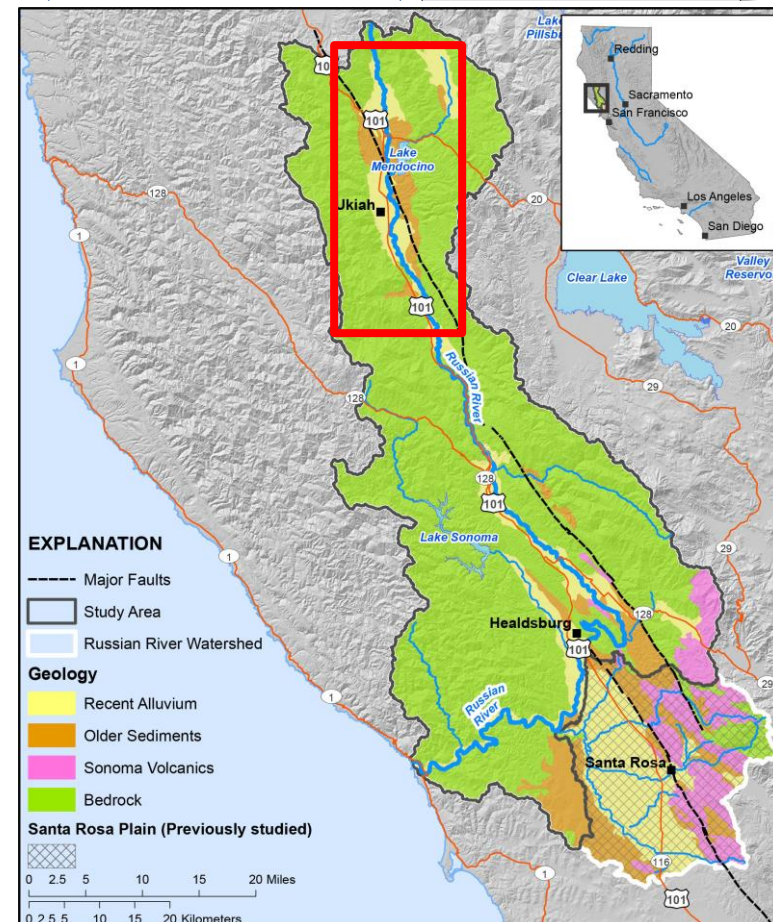 Lake
Pillsb
10
101
Lake
Mendocino
Ukiah
128
20
1
101
Redding
Sacramento
San Francisco
Los Angeles
San Diego
Valley
Reservo
Clear Lake
20
1
Russian River
29
128
128
101
29
Lake Sonoma
1
128
Healdsburg
101
29
Russian
River
1
Santa Rosa
116
1
101
EXPLANATION
Major Faults
Study Area
Russian River Watershed
Geology
Recent Alluvium
Older Sediments
Sonoma Volcanics
Bedrock
Santa Rosa Plain (Previously studied)
0 2.5 5 10 15 20 Miles
0 2.5 5 10 15 20 Kilometers